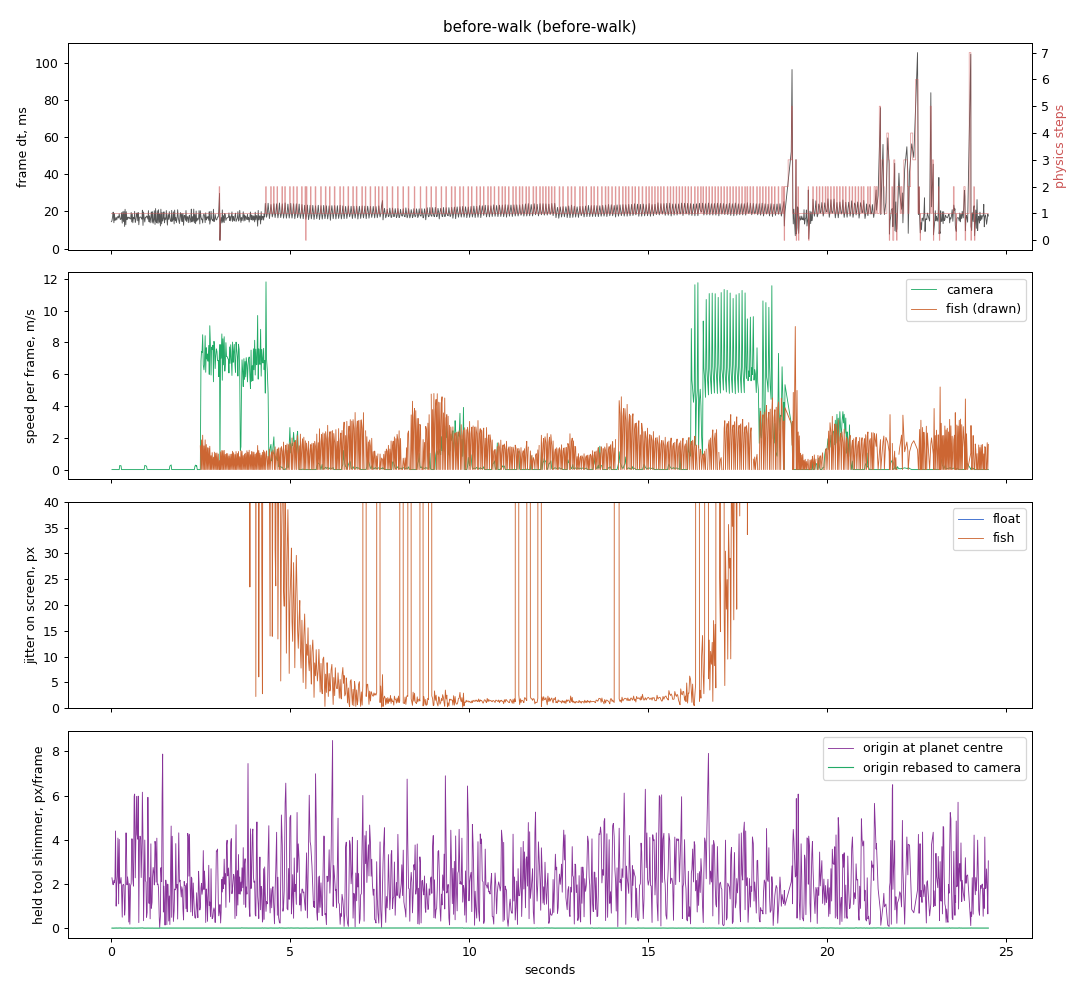 before-walk (before-walk)
frame dt, ms
100
80
60
40
20
0
7
6
5
4
3
2
1
0
physics steps
speed per frame, m/s
12
10
8
6
4
2
0
camera
fish (drawn)
jitter on screen, px
40
35
30
25
20
15
10
5
0
float
fish
held tool shimmer, px/frame
8
6
4
2
0
origin at planet centre
origin rebased to camera
0 5 10 15 20 25
seconds